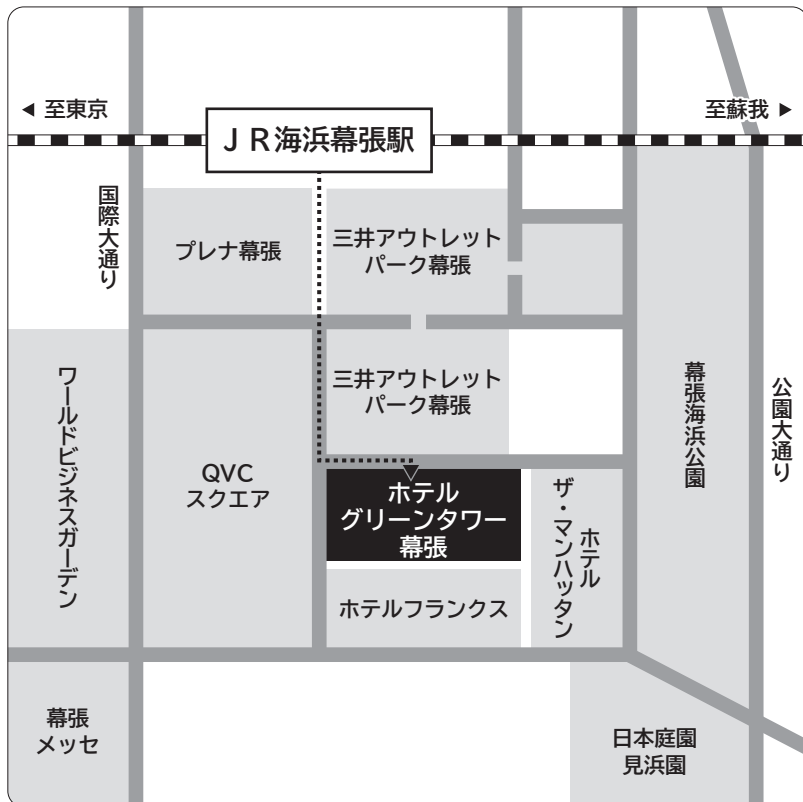 ◀ 至東京
至蘇我 ▶
ＪＲ海浜幕張駅
国際大通り
プレナ幕張
三井アウトレット
パーク幕張
三井アウトレット
パーク幕張
ワールドビジネスガーデン
QVC
スクエア
幕張海浜公園
公園大通り
ホテル
グリーンタワー
幕張
ホテル
ザ・マンハッタン
ホテルフランクス
幕張
メッセ
日本庭園
見浜園